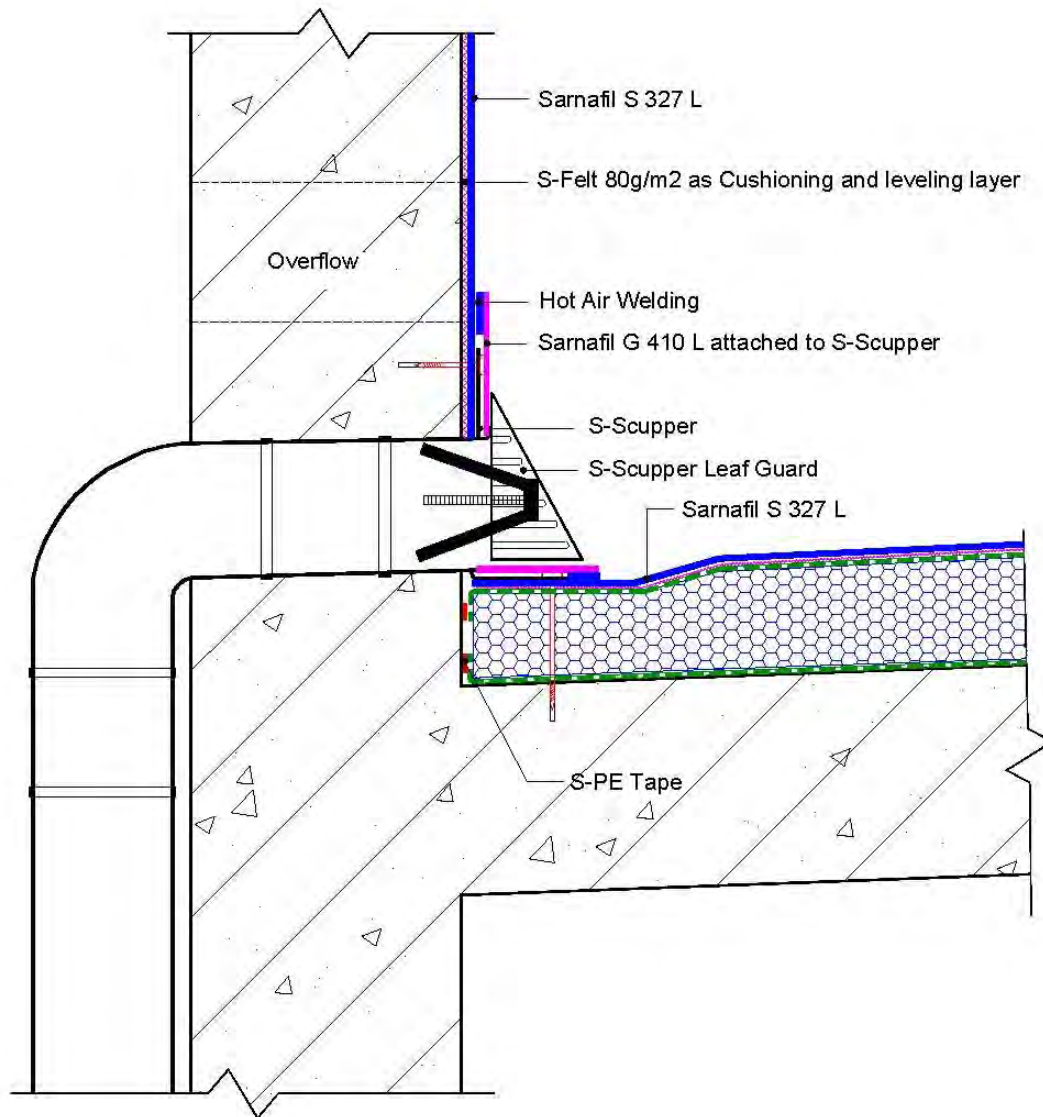 Sarnafil S 327 L
S-Felt 80g/m2 as Cushioning and leveling layer
Overflow
Hot Air Welding
Sarnafil G 410 L attached to S-Scupper
S-Scupper
S-Scupper Leaf Guard
Sarnafil S 327 L
S-PE Tape